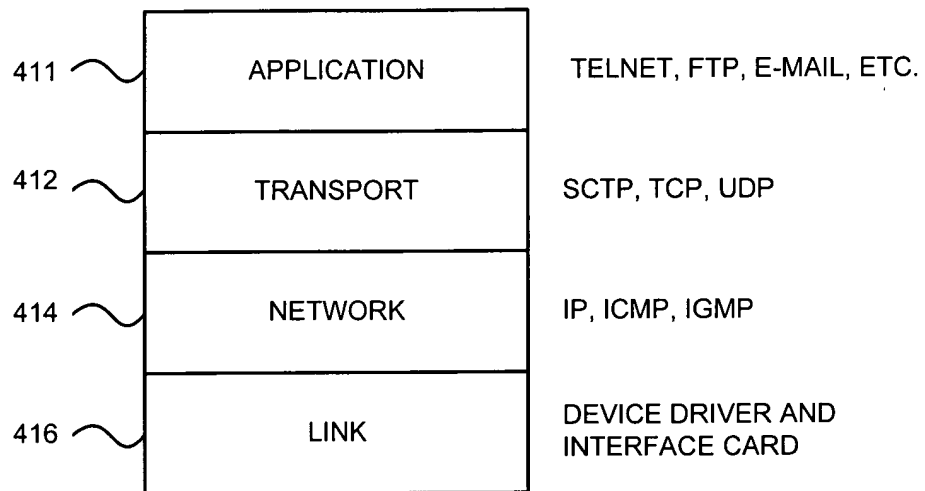 411 APPLICATION TELNET, FTP, E-MAIL, ETC.
412 TRANSPORT SCTP, TCP, UDP
414 NETWORK IP, ICMP, IGMP
416 LINK DEVICE DRIVER AND
INTERFACE CARD